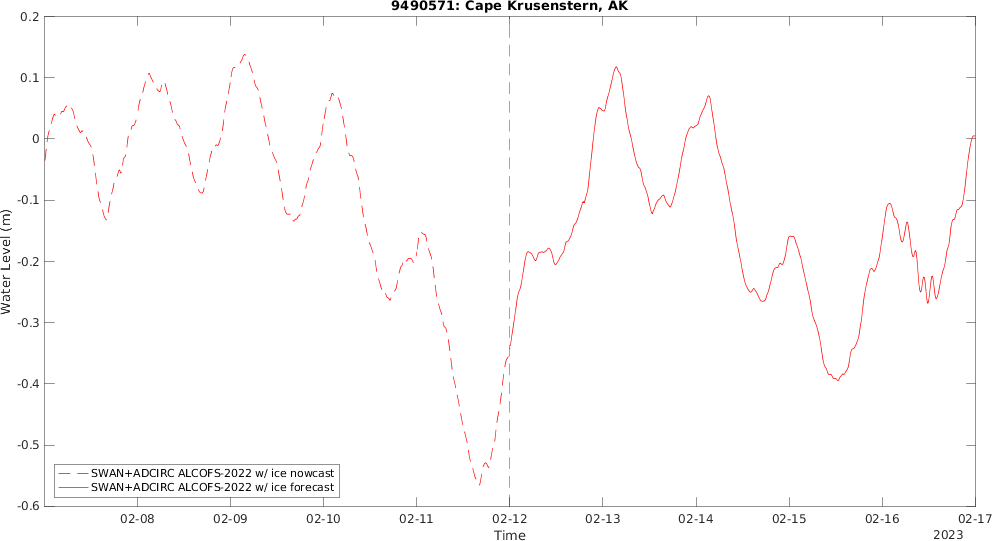 9490571: Cape Krusenstern, AK
0.2
0.1
0
-0.1
-0.2
-0.3
-0.4
-0.5
-0.6
Water Level (m)
SWAN+ADCIRC ALCOFS-2022 w/ ice nowcast
SWAN+ADCIRC ALCOFS-2022 w/ ice forecast
02-08 02-09 02-10 02-11 02-12 02-13 02-14 02-15 02-16 02-17
Time
2023